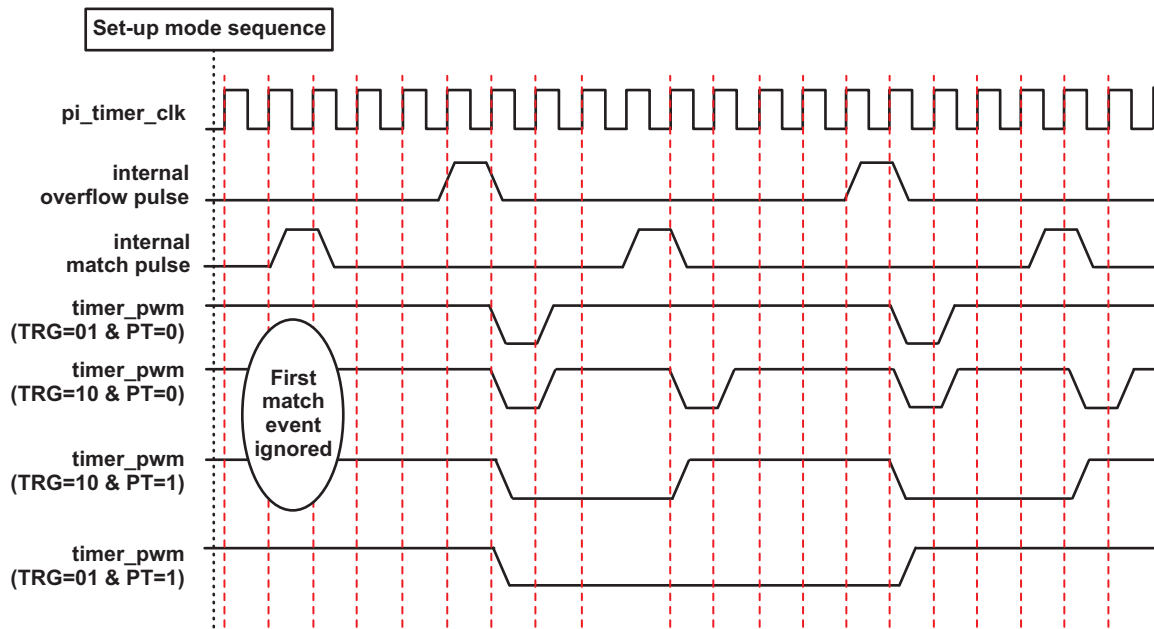 Set-up mode sequence
pi_timer_clk
internal
overflow pulse
internal
match pulse
timer_pwm
(TRG=01 & PT=0)
timer_pwm
(TRG=10 & PT=0)
First
match
event
ignored
timer_pwm
(TRG=10 & PT=1)
timer_pwm
(TRG=01 & PT=1)